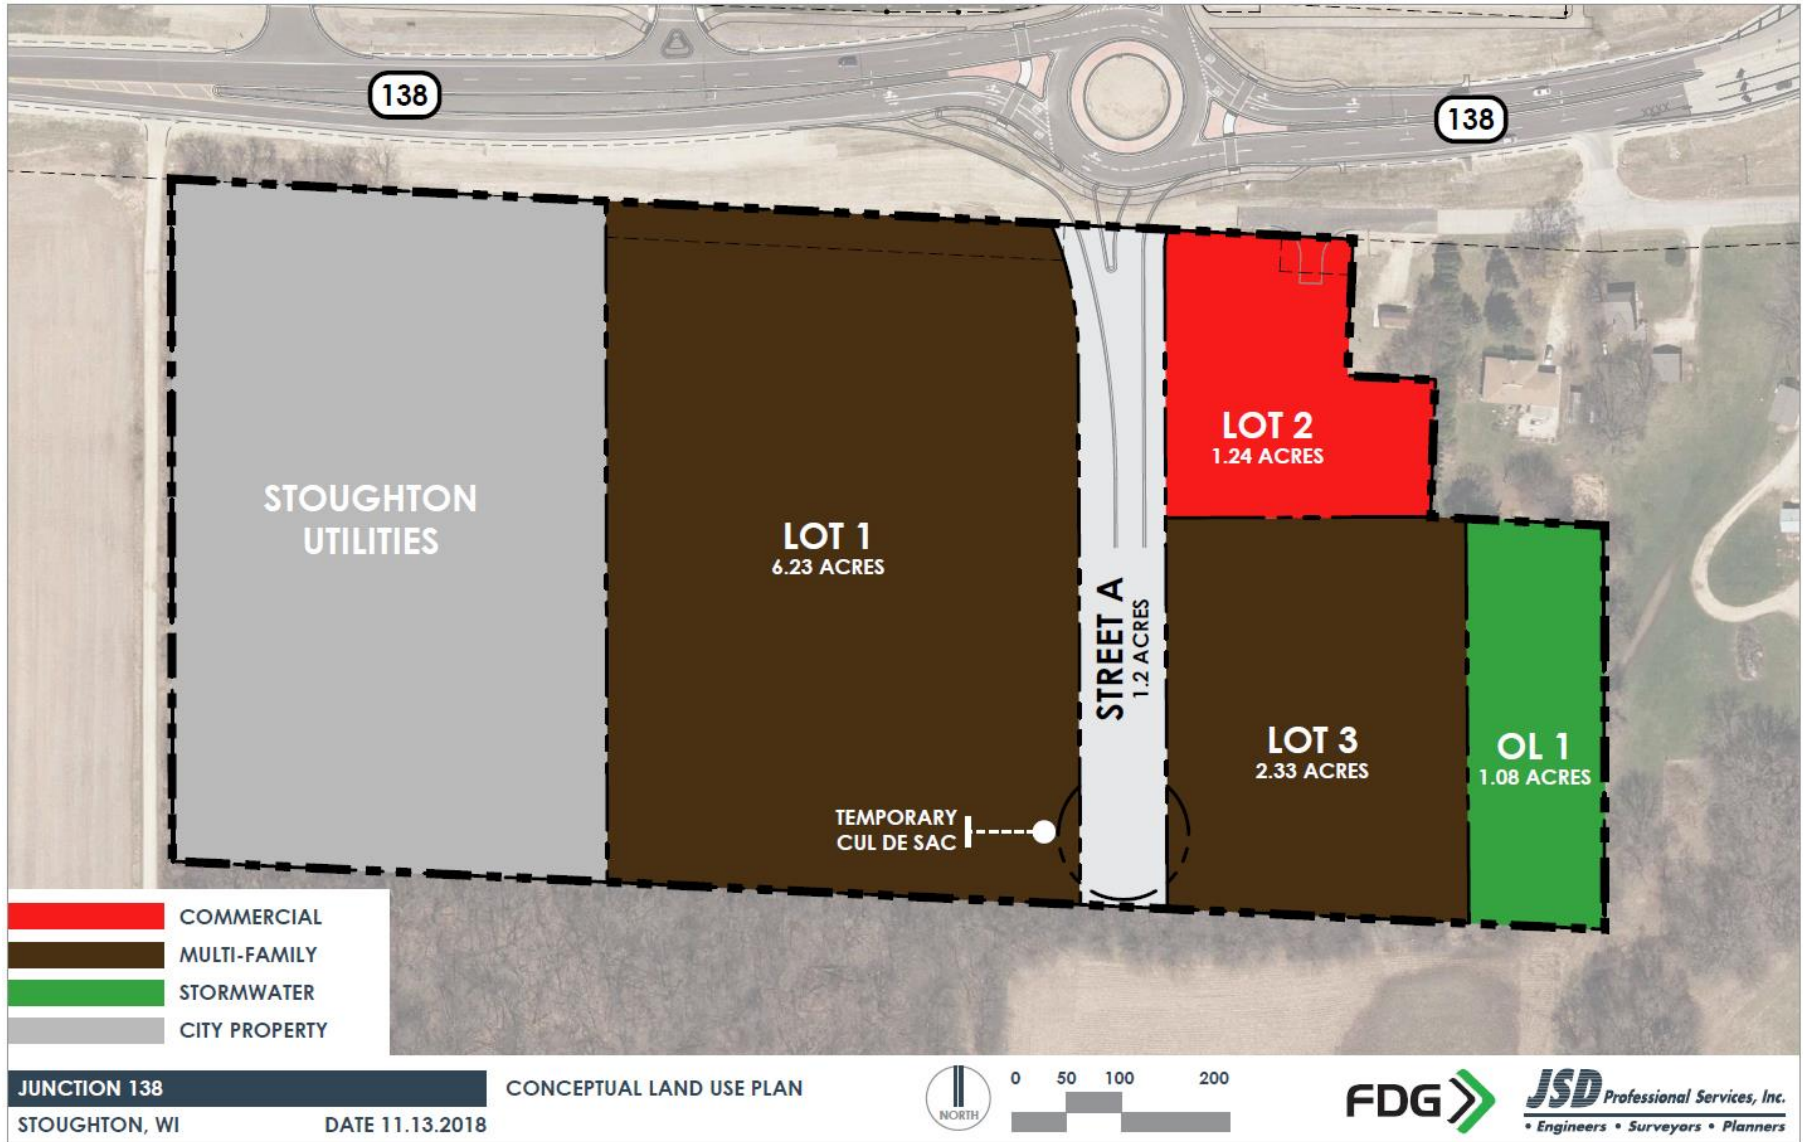 138
138
STOUGHTON
UTILITIES
LOT 1
6.23 ACRES
LOT 2
1.24 ACRES
STREET A
1.2 ACRES
LOT 3
2.33 ACRES
OL 1
1.08 ACRES
TEMPORARY
CUL DE SAC
COMMERCIAL
MULTI-FAMILY
STORMWATER
CITY PROPERTY
JUNCTION 138
CONCEPTUAL LAND USE PLAN
STOUGHTON, WI
DATE 11.13.2018
NORTH
0 50 100 200
FDG
JSD Professional Services, Inc.
• Engineers • Surveyors • Planners